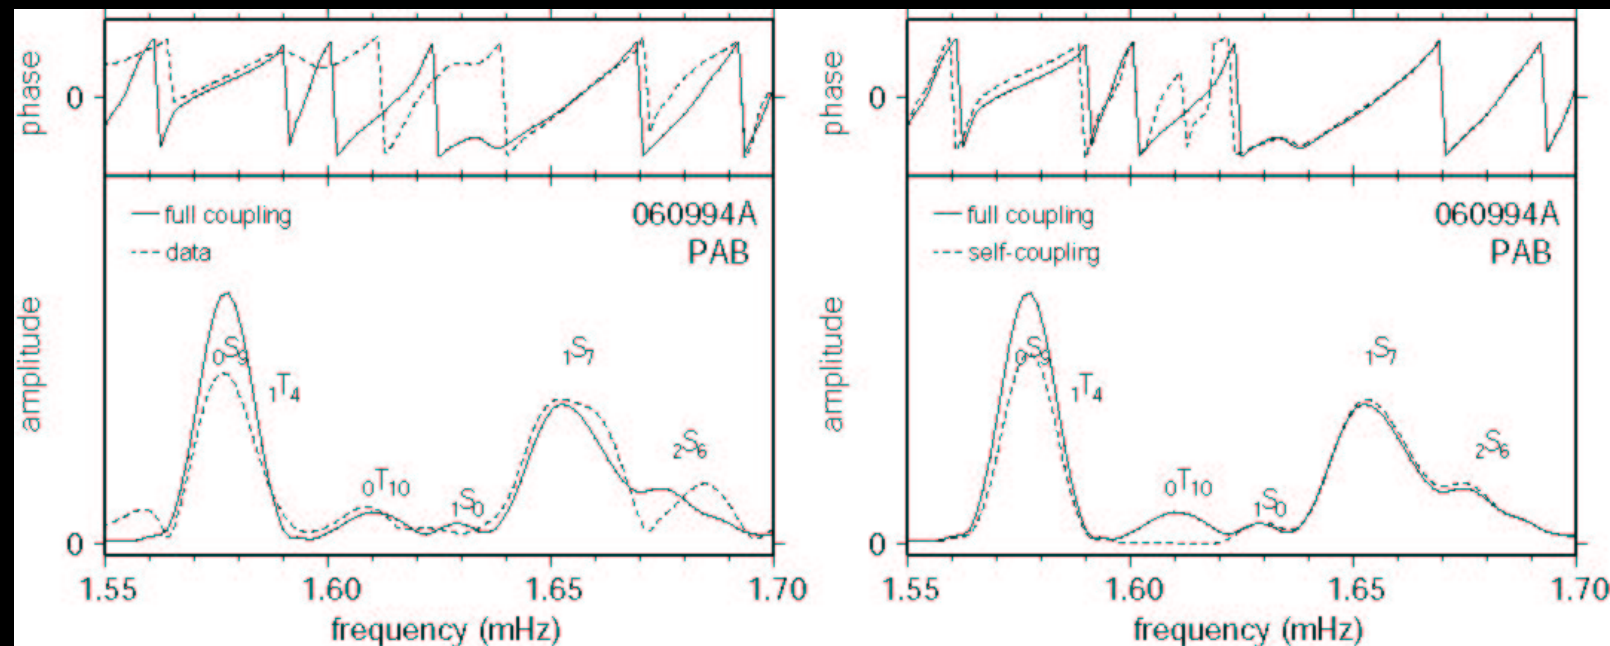 phase
0
full coupling
data
060994A
PAB
amplitude
₀S₉
₁T₄
₀T₁₀
₁S₀
₁S₇
₂S₆
0
1.55 1.60 1.65 1.70
frequency (mHz)
phase
0
full coupling
self-coupling
060994A
PAB
amplitude
₀S₉
₁T₄
₀T₁₀
₁S₀
₁S₇
₂S₆
0
1.55 1.60 1.65 1.70
frequency (mHz)